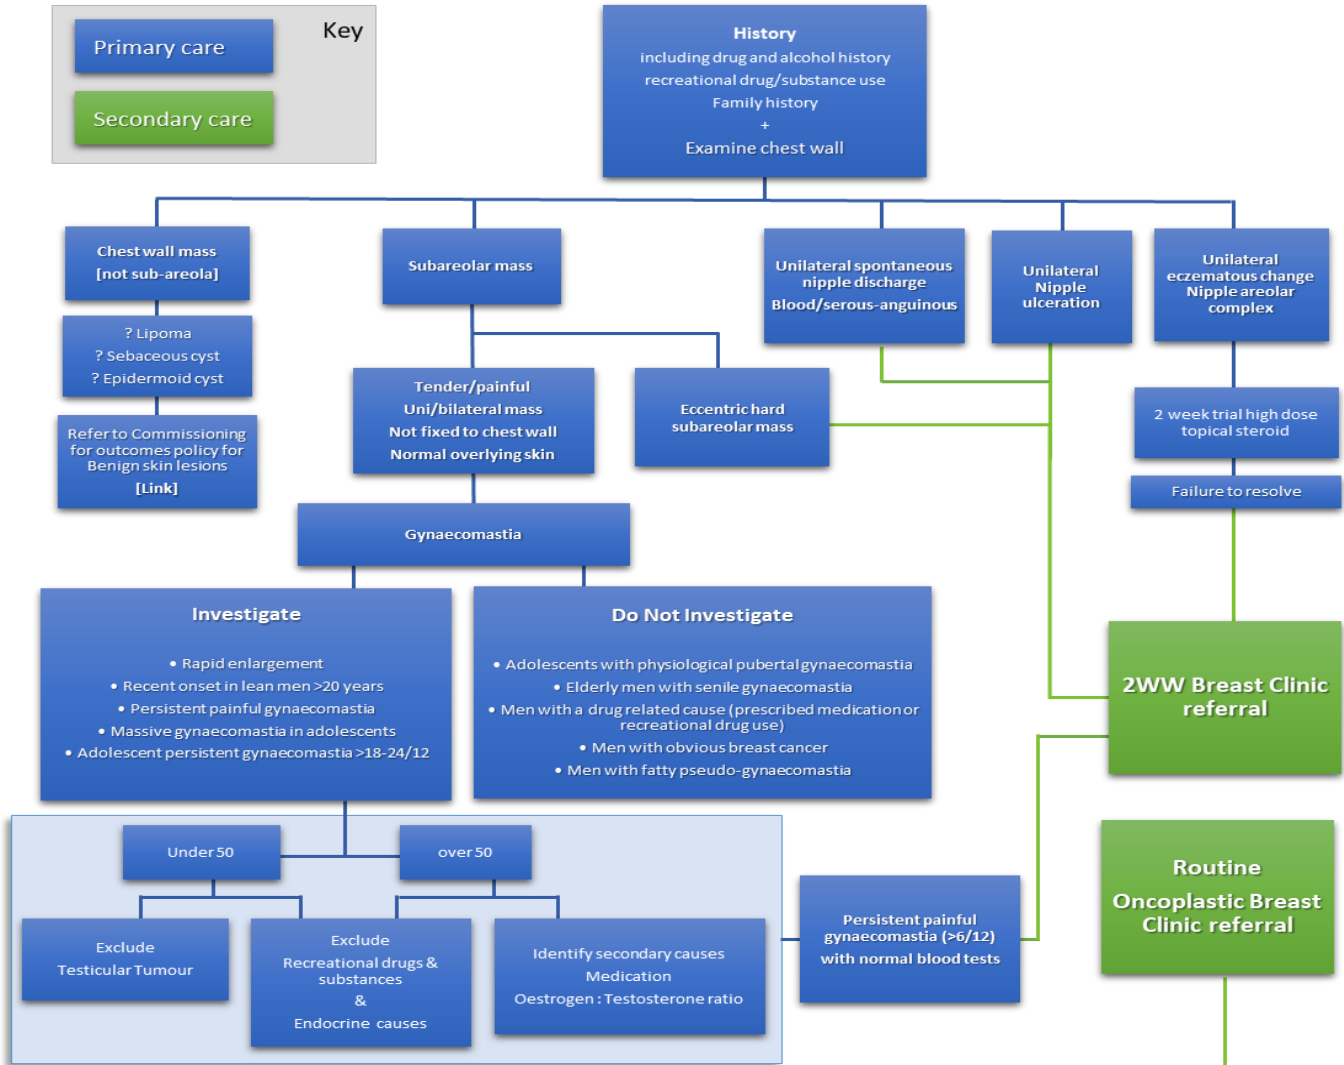 Key
Primary care
Secondary care
History
including drug and alcohol history
recreational drug/substance use
Family history
+
Examine chest wall
Chest wall mass
[not sub-areola]
Subareolar mass
Unilateral spontaneous
nipple discharge
Blood/serous-anguinous
Unilateral
Nipple
ulceration
Unilateral
eczematous change
Nipple areolar
complex
? Lipoma
? Sebaceous cyst
? Epidermoid cyst
Tender/painful
Uni/bilateral mass
Not fixed to chest wall
Normal overlying skin
Eccentric hard
subareolar mass
2 week trial high dose
topical steroid
Refer to Commissioning
for outcomes policy for
Benign skin lesions
[Link]
Failure to resolve
Gynaecomastia
Investigate
• Rapid enlargement
• Recent onset in lean men >20 years
• Persistent painful gynaecomastia
• Massive gynaecomastia in adolescents
• Adolescent persistent gynaecomastia >18-24/12
Do Not Investigate
• Adolescents with physiological pubertal gynaecomastia
• Elderly men with senile gynaecomastia
• Men with a drug related cause (prescribed medication or
recreational drug use)
• Men with obvious breast cancer
• Men with fatty pseudo-gynaecomastia
2WW Breast Clinic
referral
Under 50
over 50
Exclude
Testicular Tumour
Exclude
Recreational drugs &
substances
&
Endocrine causes
Identify secondary causes
Medication
Oestrogen : Testosterone ratio
Persistent painful
gynaecomastia (>6/12)
with normal blood tests
Routine
Oncoplastic Breast
Clinic referral